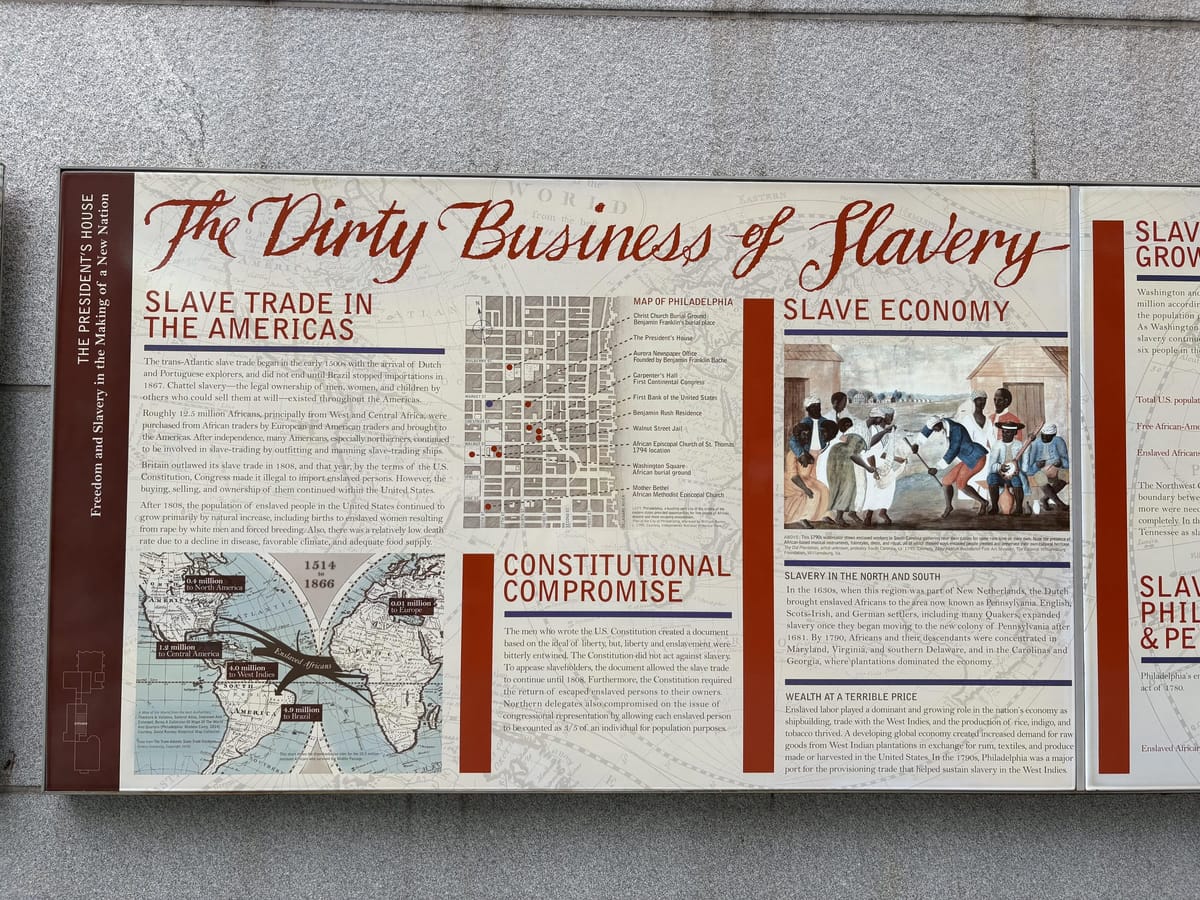 THE PRESIDENT'S HOUSE
Freedom and Slavery in the Making of a New Nation
The Dirty Business of Slavery
SLAVE TRADE IN
THE AMERICAS
The trans-Atlantic slave trade began in the early 1500s with the arrival of Dutch
and Portuguese explorers, and did not end until Brazil stopped importations in
1867. Chattel slavery—the legal ownership of men, women, and children by
others who could sell them at will—existed throughout the Americas.
Roughly 12.5 million Africans, principally from West and Central Africa, were
purchased from African traders by European and American traders and brought to
the Americas. After independence, many Americans, especially northerners, continued
to be involved in slave-trading by outfitting and manning slave-trading ships.
Britain outlawed its slave trade in 1808, and that year, by the terms of the U.S.
Constitution, Congress made it illegal to import enslaved persons. However, the
buying, selling, and ownership of them continued within the United States.
After 1808, the population of enslaved people in the United States continued to
grow primarily by natural increase, including births to enslaved women resulting
from rape by white men and forced breeding. Also, there was a relatively low death
rate due to a decline in disease, favorable climate, and adequate food supply.
1514
to
1866
0.4 million
to North America
0.01 million
to Europe
1.2 million
to Central America
4.0 million
to West Indies
4.9 million
to Brazil
Enslaved Africans
ATLANTIC
SOUTH
AMERICA
MAP OF PHILADELPHIA
Christ Church Burial Ground
Benjamin Franklin's burial place
The President's House
Aurora Newspaper Office
Founded by Benjamin Franklin Bache
Carpenter's Hall
First Continental Congress
First Bank of the United States
Benjamin Rush Residence
Walnut Street Jail
African Episcopal Church of St. Thomas
1794 location
Washington Square
African burial ground
Mother Bethel
African Methodist Episcopal Church
CONSTITUTIONAL
COMPROMISE
The men who wrote the U.S. Constitution created a document
based on the ideal of liberty, but, liberty and enslavement were
bitterly entwined. The Constitution did not act against slavery.
To appease slaveholders, the document allowed the slave trade
to continue until 1808. Furthermore, the Constitution required
the return of escaped enslaved persons to their owners.
Northern delegates also compromised on the issue of
congressional representation by allowing each enslaved person
to be counted as 3/5 of an individual for population purposes.
SLAVE ECONOMY
SLAVERY IN THE NORTH AND SOUTH
In the 1630s, when this region was part of New Netherlands, the Dutch
brought enslaved Africans to the area now known as Pennsylvania. English,
Scots-Irish, and German settlers, including many Quakers, expanded
slavery once they began moving to the new colony of Pennsylvania after
1681. By 1790, Africans and their descendants were concentrated in
Maryland, Virginia, and southern Delaware, and in the Carolinas and
Georgia, where plantations dominated the economy.
WEALTH AT A TERRIBLE PRICE
Enslaved labor played a dominant and growing role in the nation's economy as
shipbuilding, trade with the West Indies, and the production of rice, indigo, and
tobacco thrived. A developing global economy created increased demand for raw
goods from West Indian plantations in exchange for rum, textiles, and produce
made or harvested in the United States. In the 1790s, Philadelphia was a major
port for the provisioning trade that helped sustain slavery in the West Indies.
SLAV
GROW
Washington and
million accordin
the population
As Washington
slavery continu
six people in th
Total U.S. populat
Free African-Ame
Enslaved Africans
The Northwest
boundary betwe
more were nee
completely. In th
Tennessee as sla
SLAV
PHIL
& PE
Philadelphia's en
act of 1780.
Enslaved African